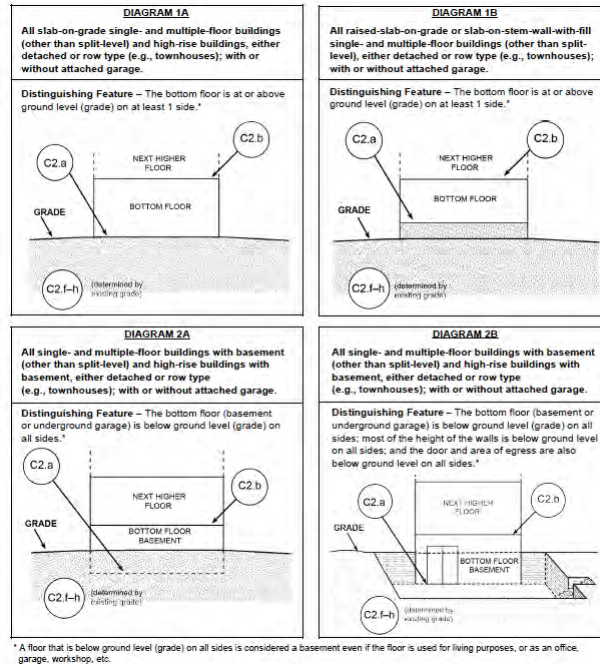 DIAGRAM 1A
All slab-on-grade single- and multiple-floor buildings
(other than split-level) and high-rise buildings, either
detached or row type (e.g., townhouses); with or
without attached garage.
Distinguishing Feature – The bottom floor is at or above
ground level (grade) on at least 1 side.*
C2.a
C2.b
NEXT HIGHER
FLOOR
BOTTOM FLOOR
GRADE
C2.f–h
(determined by
existing grade)
DIAGRAM 1B
All raised-slab-on-grade or slab-on-stem-wall-with-fill
single- and multiple-floor buildings (other than split-
level), either detached or row type (e.g., townhouses);
with or without attached garage.
Distinguishing Feature – The bottom floor is at or above
ground level (grade) on at least 1 side.*
C2.a
C2.b
NEXT HIGHER
FLOOR
BOTTOM FLOOR
GRADE
C2.f–h
(determined by
existing grade)
DIAGRAM 2A
All single- and multiple-floor buildings with basement
(other than split-level) and high-rise buildings with
basement, either detached or row type
(e.g., townhouses); with or without attached garage.
Distinguishing Feature – The bottom floor (basement
or underground garage) is below ground level (grade) on
all sides.*
C2.a
C2.b
NEXT HIGHER
FLOOR
BOTTOM FLOOR
BASEMENT
GRADE
C2.f–h
(determined by
existing grade)
DIAGRAM 2B
All single- and multiple-floor buildings with basement
(other than split-level) and high-rise buildings with
basement, either detached or row type
(e.g., townhouses); with or without attached garage.
Distinguishing Feature – The bottom floor (basement or
underground garage) is below ground level (grade) on all
sides; most of the height of the walls is below ground level
on all sides; and the door and area of egress are also
below ground level on all sides.*
C2.a
C2.b
NEXT HIGHER
FLOOR
GRADE
BOTTOM FLOOR
BASEMENT
C2.f–h
(determined by
existing grade)
* A floor that is below ground level (grade) on all sides is considered a basement even if the floor is used for living purposes, or as an office,
garage, workshop, etc.